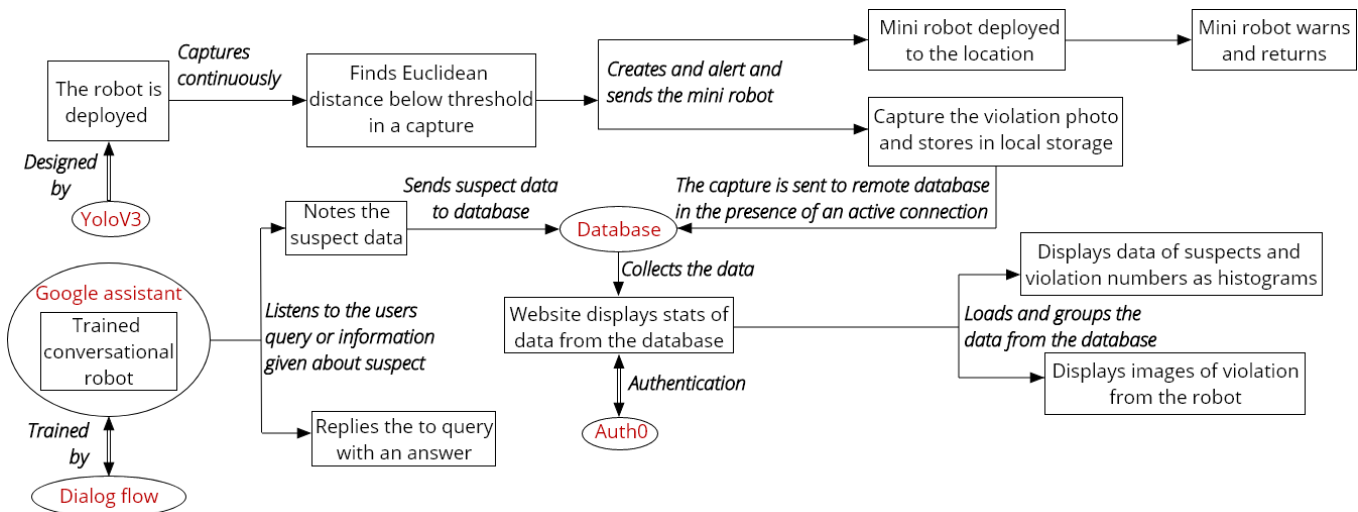 The robot is
deployed
Captures
continuously
Finds Euclidean
distance below threshold
in a capture
Creates and alert and
sends the mini robot
Mini robot deployed
to the location
Mini robot warns
and returns
Capture the violation photo
and stores in local storage
Designed
by
YoloV3
Notes the
suspect data
Sends suspect data
to database
The capture is sent to remote database
in the presence of an active connection
Database
Collects the data
Google assistant
Trained
conversational
robot
Listens to the users
query or information
given about suspect
Website displays stats of
data from the database
Displays data of suspects and
violation numbers as histograms
Loads and groups the
data from the database
Displays images of violation
from the robot
Authentication
Auth0
Replies the to query
with an answer
Trained
by
Dialog flow